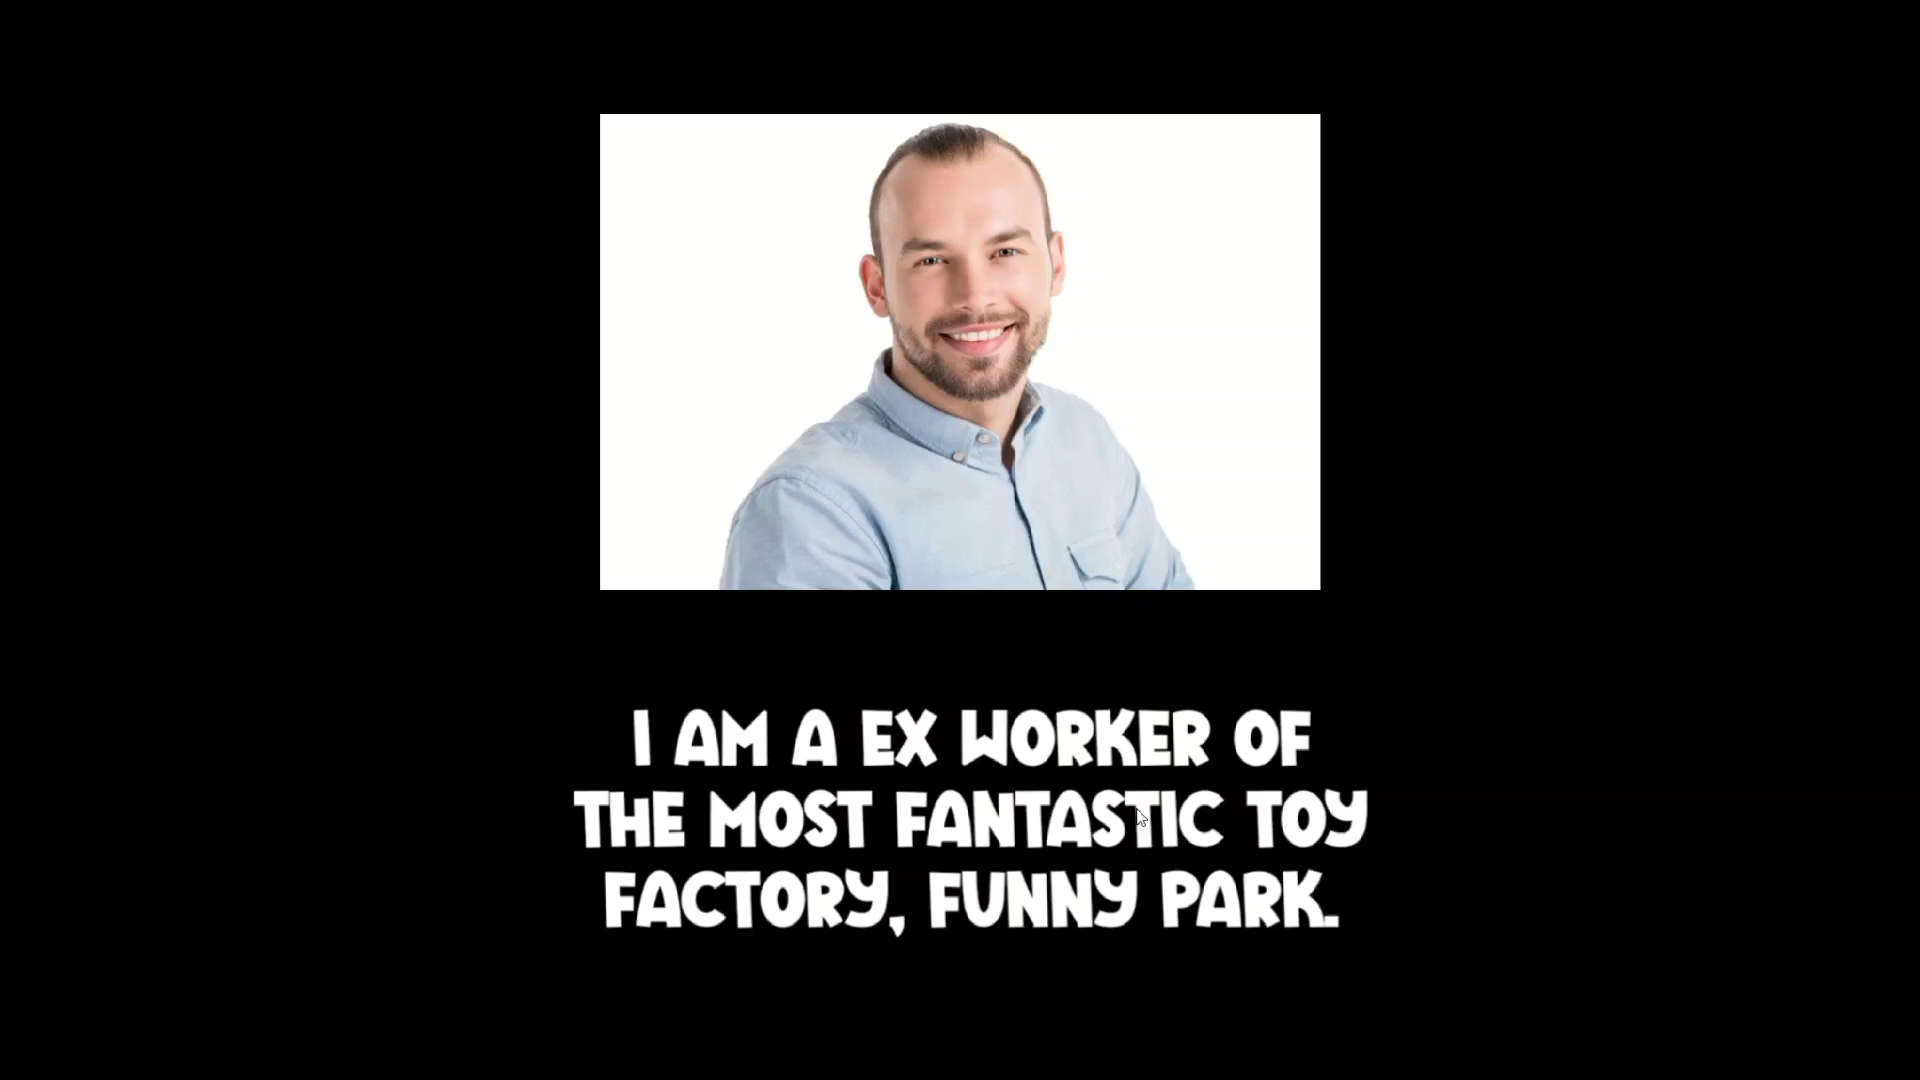 I AM A EX WORKER OF
THE MOST FANTASTIC TOY
FACTORY, FUNNY PARK.